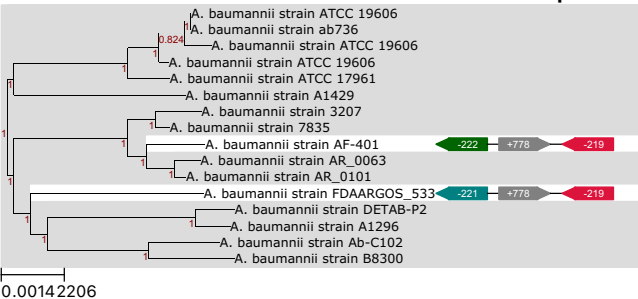 A. baumannii strain ATCC 19606
1
A. baumannii strain ab736
0.824
A. baumannii strain ATCC 19606
A. baumannii strain ATCC 19606
1
A. baumannii strain ATCC 17961
1
A. baumannii strain A1429
A. baumannii strain 3207
1
A. baumannii strain 7835
1
1
A. baumannii strain AF-401 -222 +778 -219
1
A. baumannii strain AR_0063
1
A. baumannii strain AR_0101
1
A. baumannii strain FDAARGOS_533 -221 +778 -219
A. baumannii strain DETAB-P2
1
A. baumannii strain A1296
1
A. baumannii strain Ab-C102
1
A. baumannii strain B8300
0.00142206